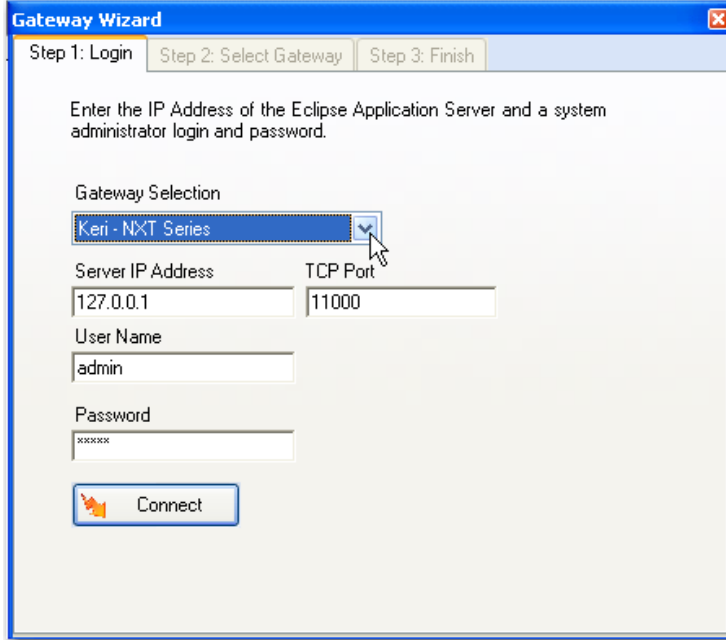 Gateway Wizard
Step 1: Login Step 2: Select Gateway Step 3: Finish
Enter the IP Address of the Eclipse Application Server and a system
administrator login and password.
Gateway Selection
Keri - NXT Series
Server IP Address TCP Port
127.0.0.1 11000
User Name
admin
Password
×××××
Connect